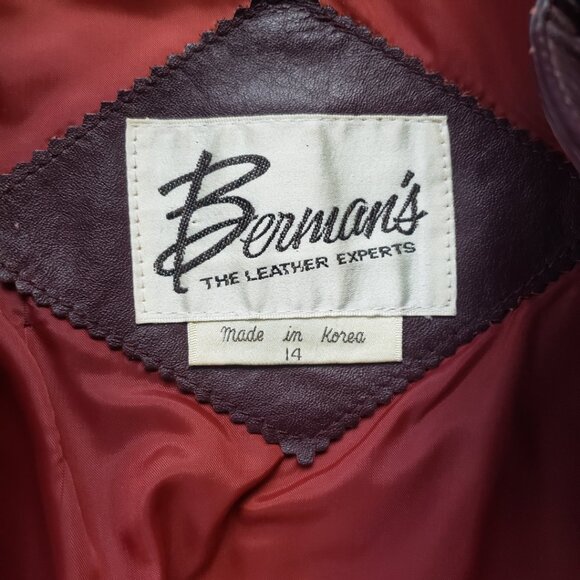 Berman's
THE LEATHER EXPERTS
Made in Korea
14